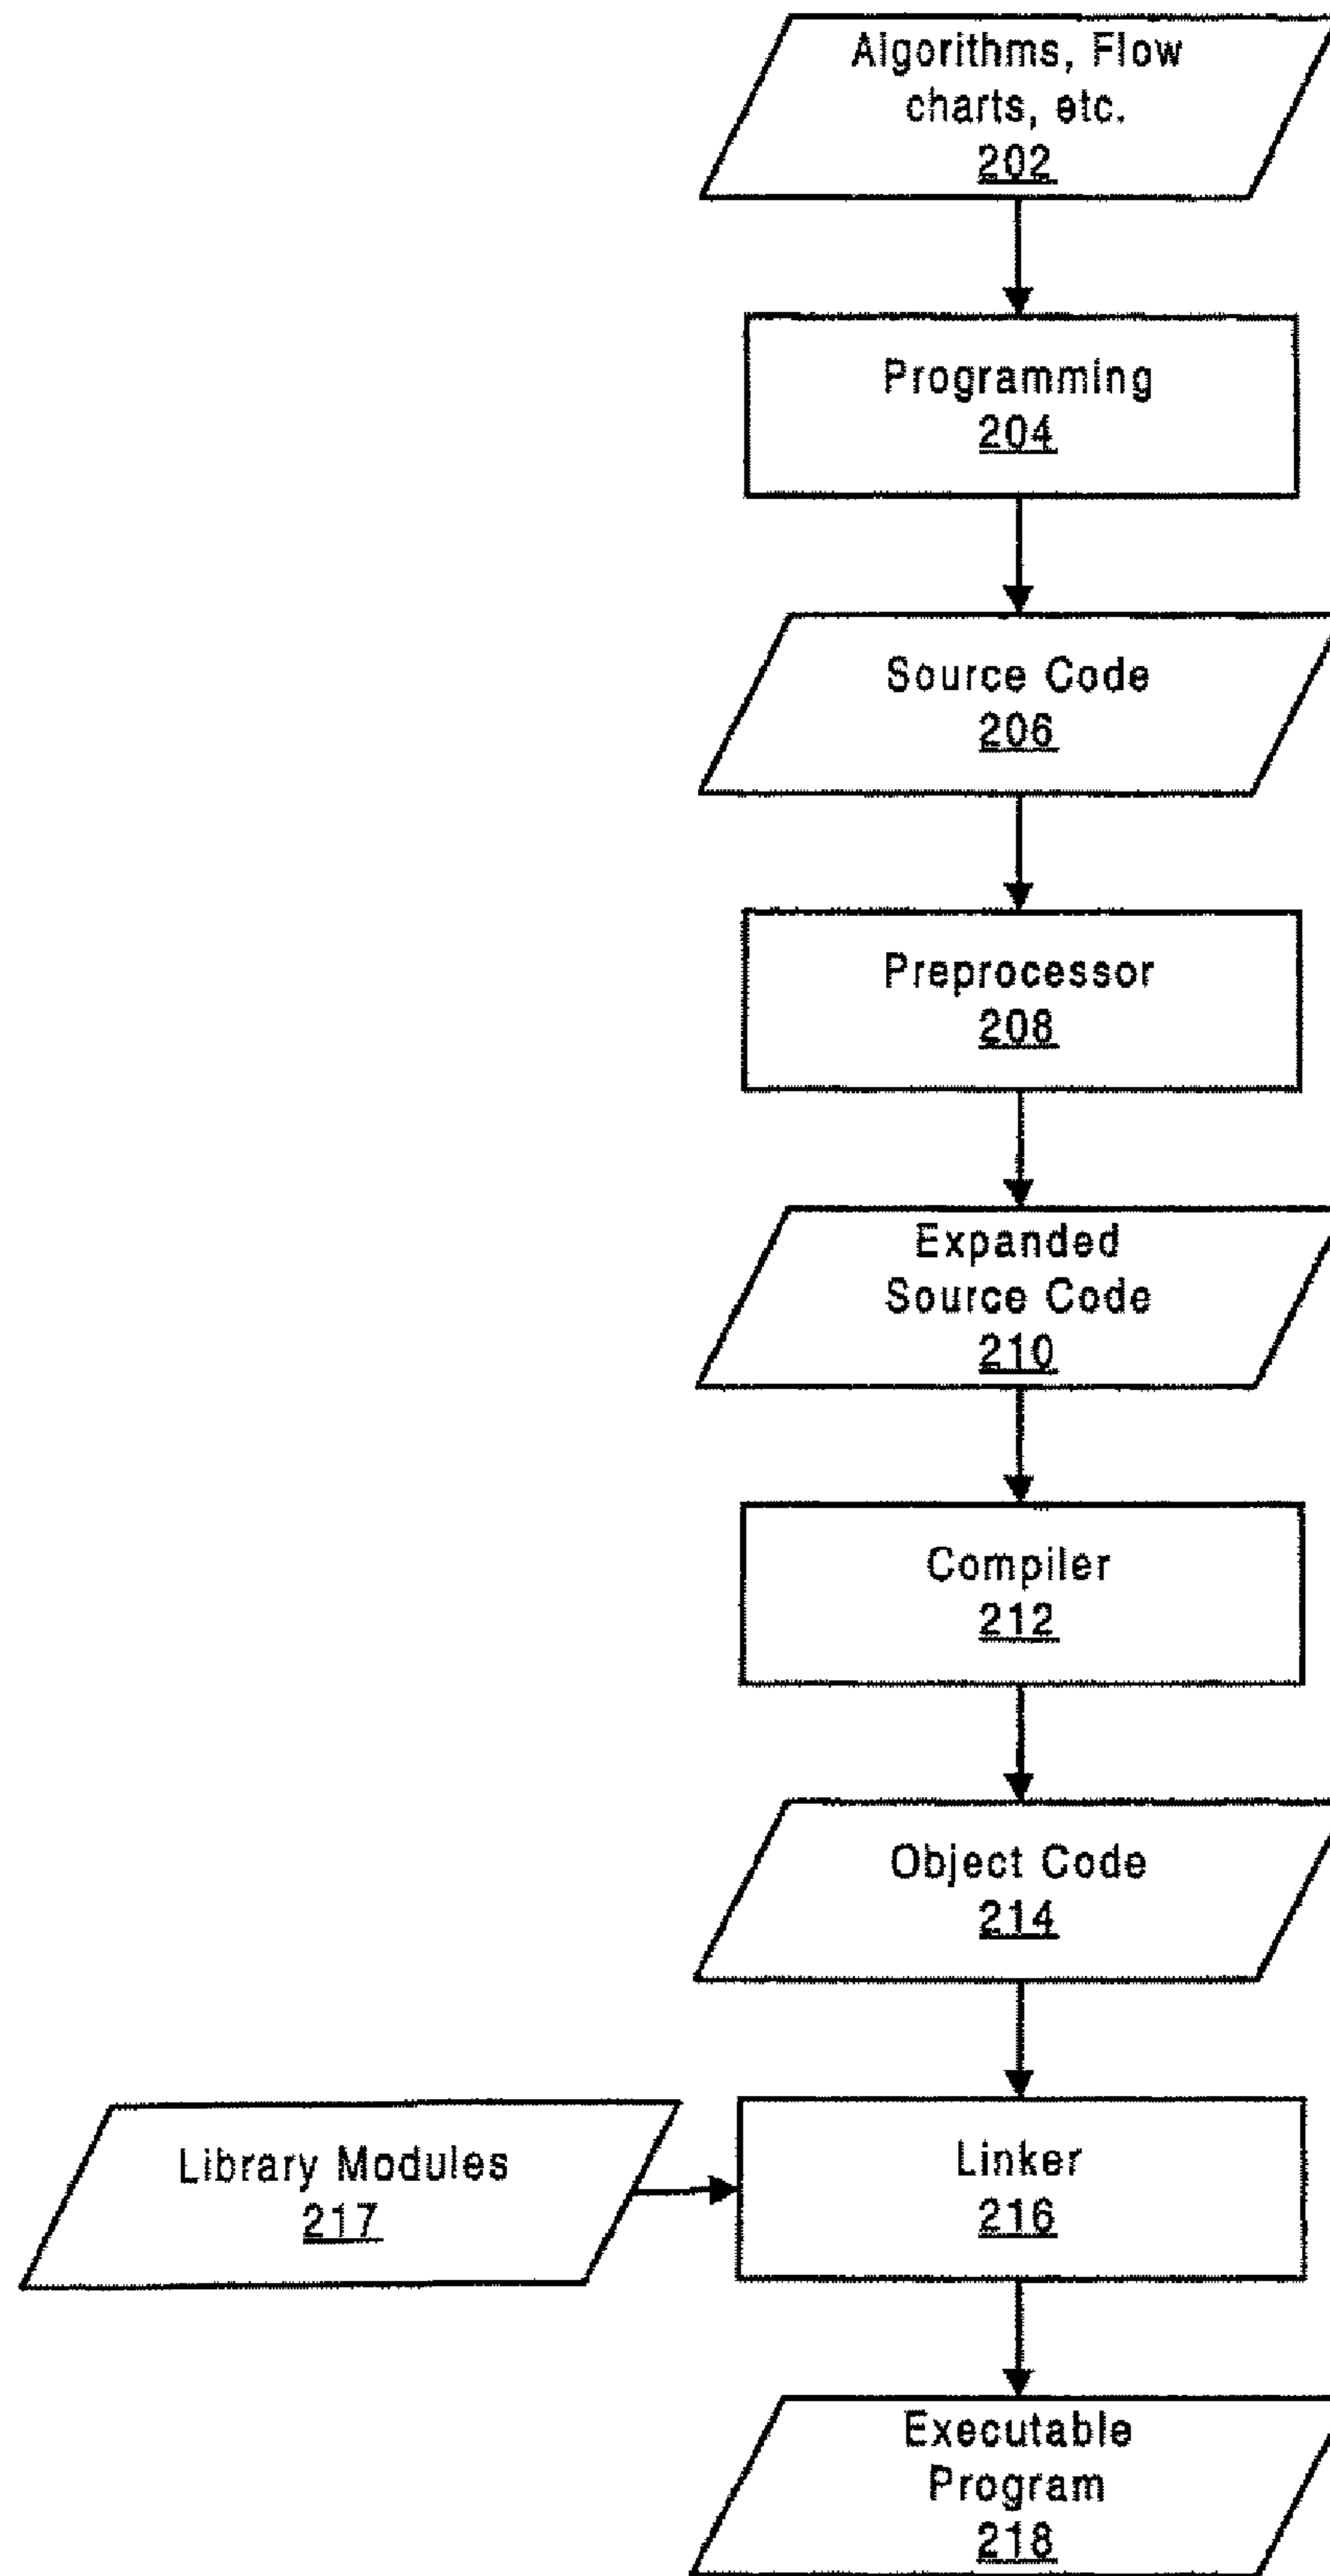 Algorithms, Flow
charts, etc.
202
Programming
204
Source Code
206
Preprocessor
208
Expanded
Source Code
210
Compiler
212
Object Code
214
Library Modules
217
Linker
216
Executable
Program
218